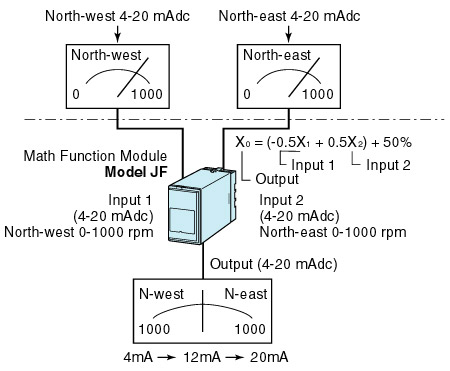 North-west 4-20 mAdc
North-east 4-20 mAdc
North-west
0 1000
North-east
0 1000
X₀ = (-0.5X₁ + 0.5X₂) + 50%
Input 1
Input 2
Output
Math Function Module
Model JF
Input 1
(4-20 mAdc)
North-west 0-1000 rpm
Input 2
(4-20 mAdc)
North-east 0-1000 rpm
Output (4-20 mAdc)
N-west N-east
1000 1000
4mA → 12mA → 20mA